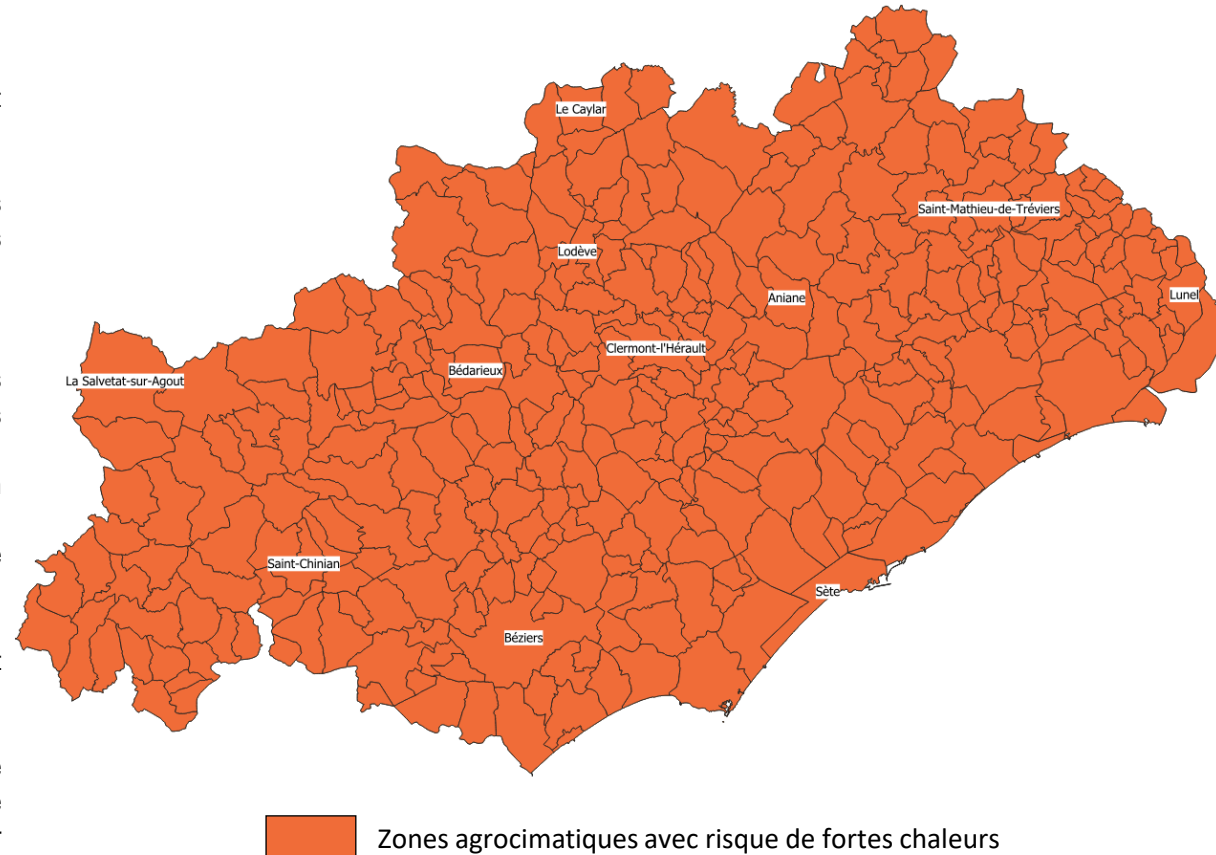 Le Caylar
Saint-Mathieu-de-Tréviers
Lodève
Aniane
Lunel
Clermont-l'Hérault
Bédarieux
La Salvetat-sur-Agout
Saint-Chinian
Sète
Béziers
Zones agrocimatiques avec risque de fortes chaleurs